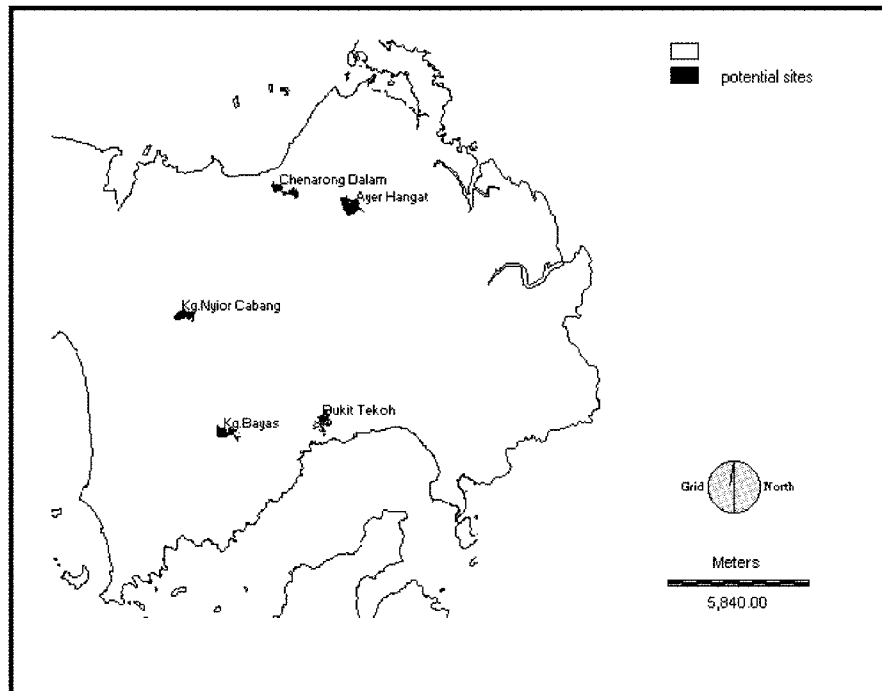 potential sites
Chenarong Dalam
Ayer Hangat
Kg.Nyior Cabang
Bukit Tekoh
Kg.Bayas
Grid North
Meters
5,840.00